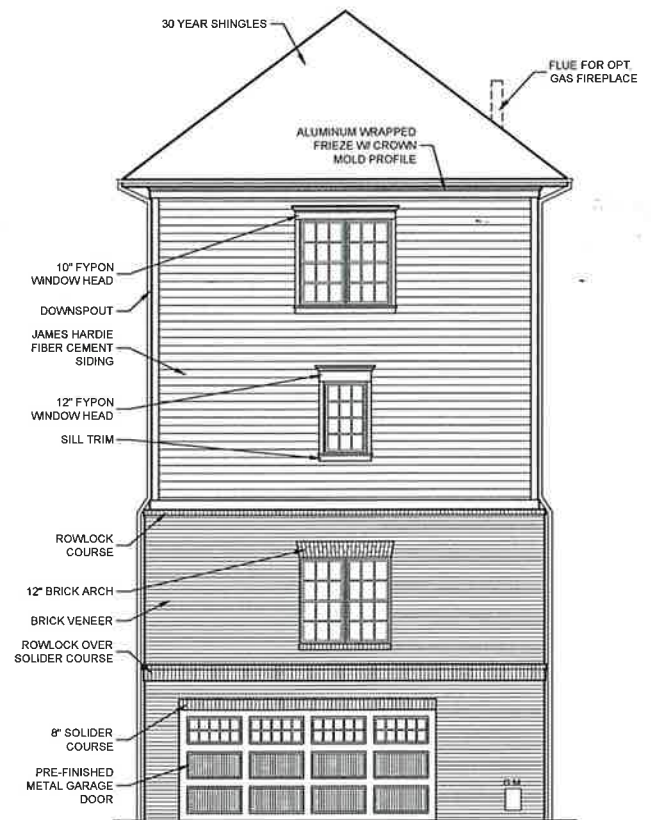 30 YEAR SHINGLES
FLUE FOR OPT.
GAS FIREPLACE
ALUMINUM WRAPPED
FRIEZE W/ CROWN
MOLD PROFILE
10" FYPON
WINDOW HEAD
DOWNSPOUT
JAMES HARDIE
FIBER CEMENT
SIDING
12" FYPON
WINDOW HEAD
SILL TRIM
ROWLOCK
COURSE
12" BRICK ARCH
BRICK VENEER
ROWLOCK OVER
SOLIDER COURSE
8" SOLIDER
COURSE
PRE-FINISHED
METAL GARAGE
DOOR
G.M.